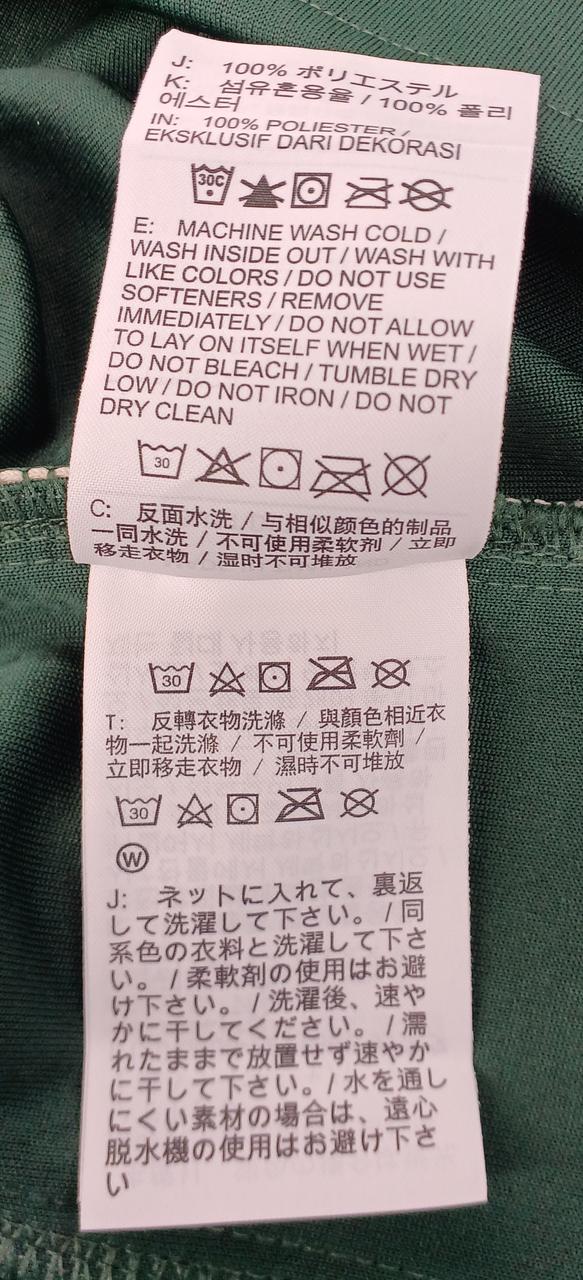 J: 100% ポリエステル
K: 섬유혼용율 / 100% 폴리
에스터
IN: 100% POLIESTER /
EKSKLUSIF DARI DEKORASI
30C
E: MACHINE WASH COLD /
WASH INSIDE OUT / WASH WITH
LIKE COLORS / DO NOT USE
SOFTENERS / REMOVE
IMMEDIATELY / DO NOT ALLOW
TO LAY ON ITSELF WHEN WET /
DO NOT BLEACH / TUMBLE DRY
LOW / DO NOT IRON / DO NOT
DRY CLEAN
30
C: 反面水洗 / 与相似颜色的制品
一同水洗 / 不可使用柔软剂 / 立即
移走衣物 / 湿时不可堆放
30
T: 反轉衣物洗滌 / 與顏色相近衣
物一起洗滌 / 不可使用柔軟劑 /
立即移走衣物 / 濕時不可堆放
30
W
J: ネットに入れて、裏返
して洗濯して下さい。 / 同
系色の衣料と洗濯して下さ
い。 / 柔軟剤の使用はお避
け下さい。 / 洗濯後、速や
かに干してください。 / 濡
れたままで放置せず速やか
に干して下さい。 / 水を通し
にくい素材の場合は、遠心
脱水機の使用はお避け下さ
い